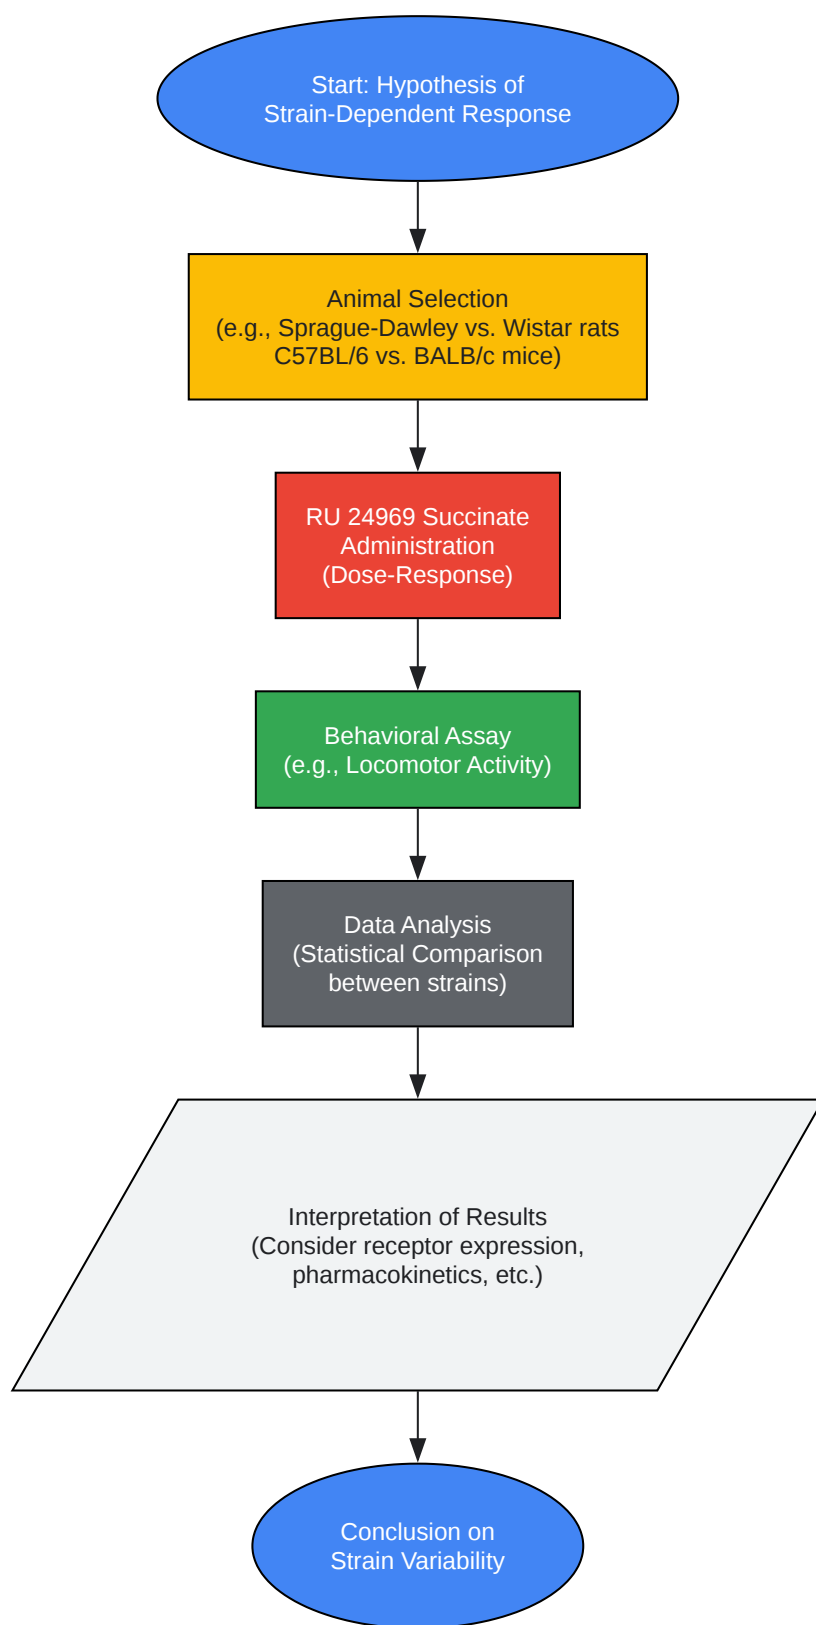 Start: Hypothesis of
Strain-Dependent Response
Animal Selection
(e.g., Sprague-Dawley vs. Wistar rats
C57BL/6 vs. BALB/c mice)
RU 24969 Succinate
Administration
(Dose-Response)
Behavioral Assay
(e.g., Locomotor Activity)
Data Analysis
(Statistical Comparison
between strains)
Interpretation of Results
(Consider receptor expression,
pharmacokinetics, etc.)
Conclusion on
Strain Variability